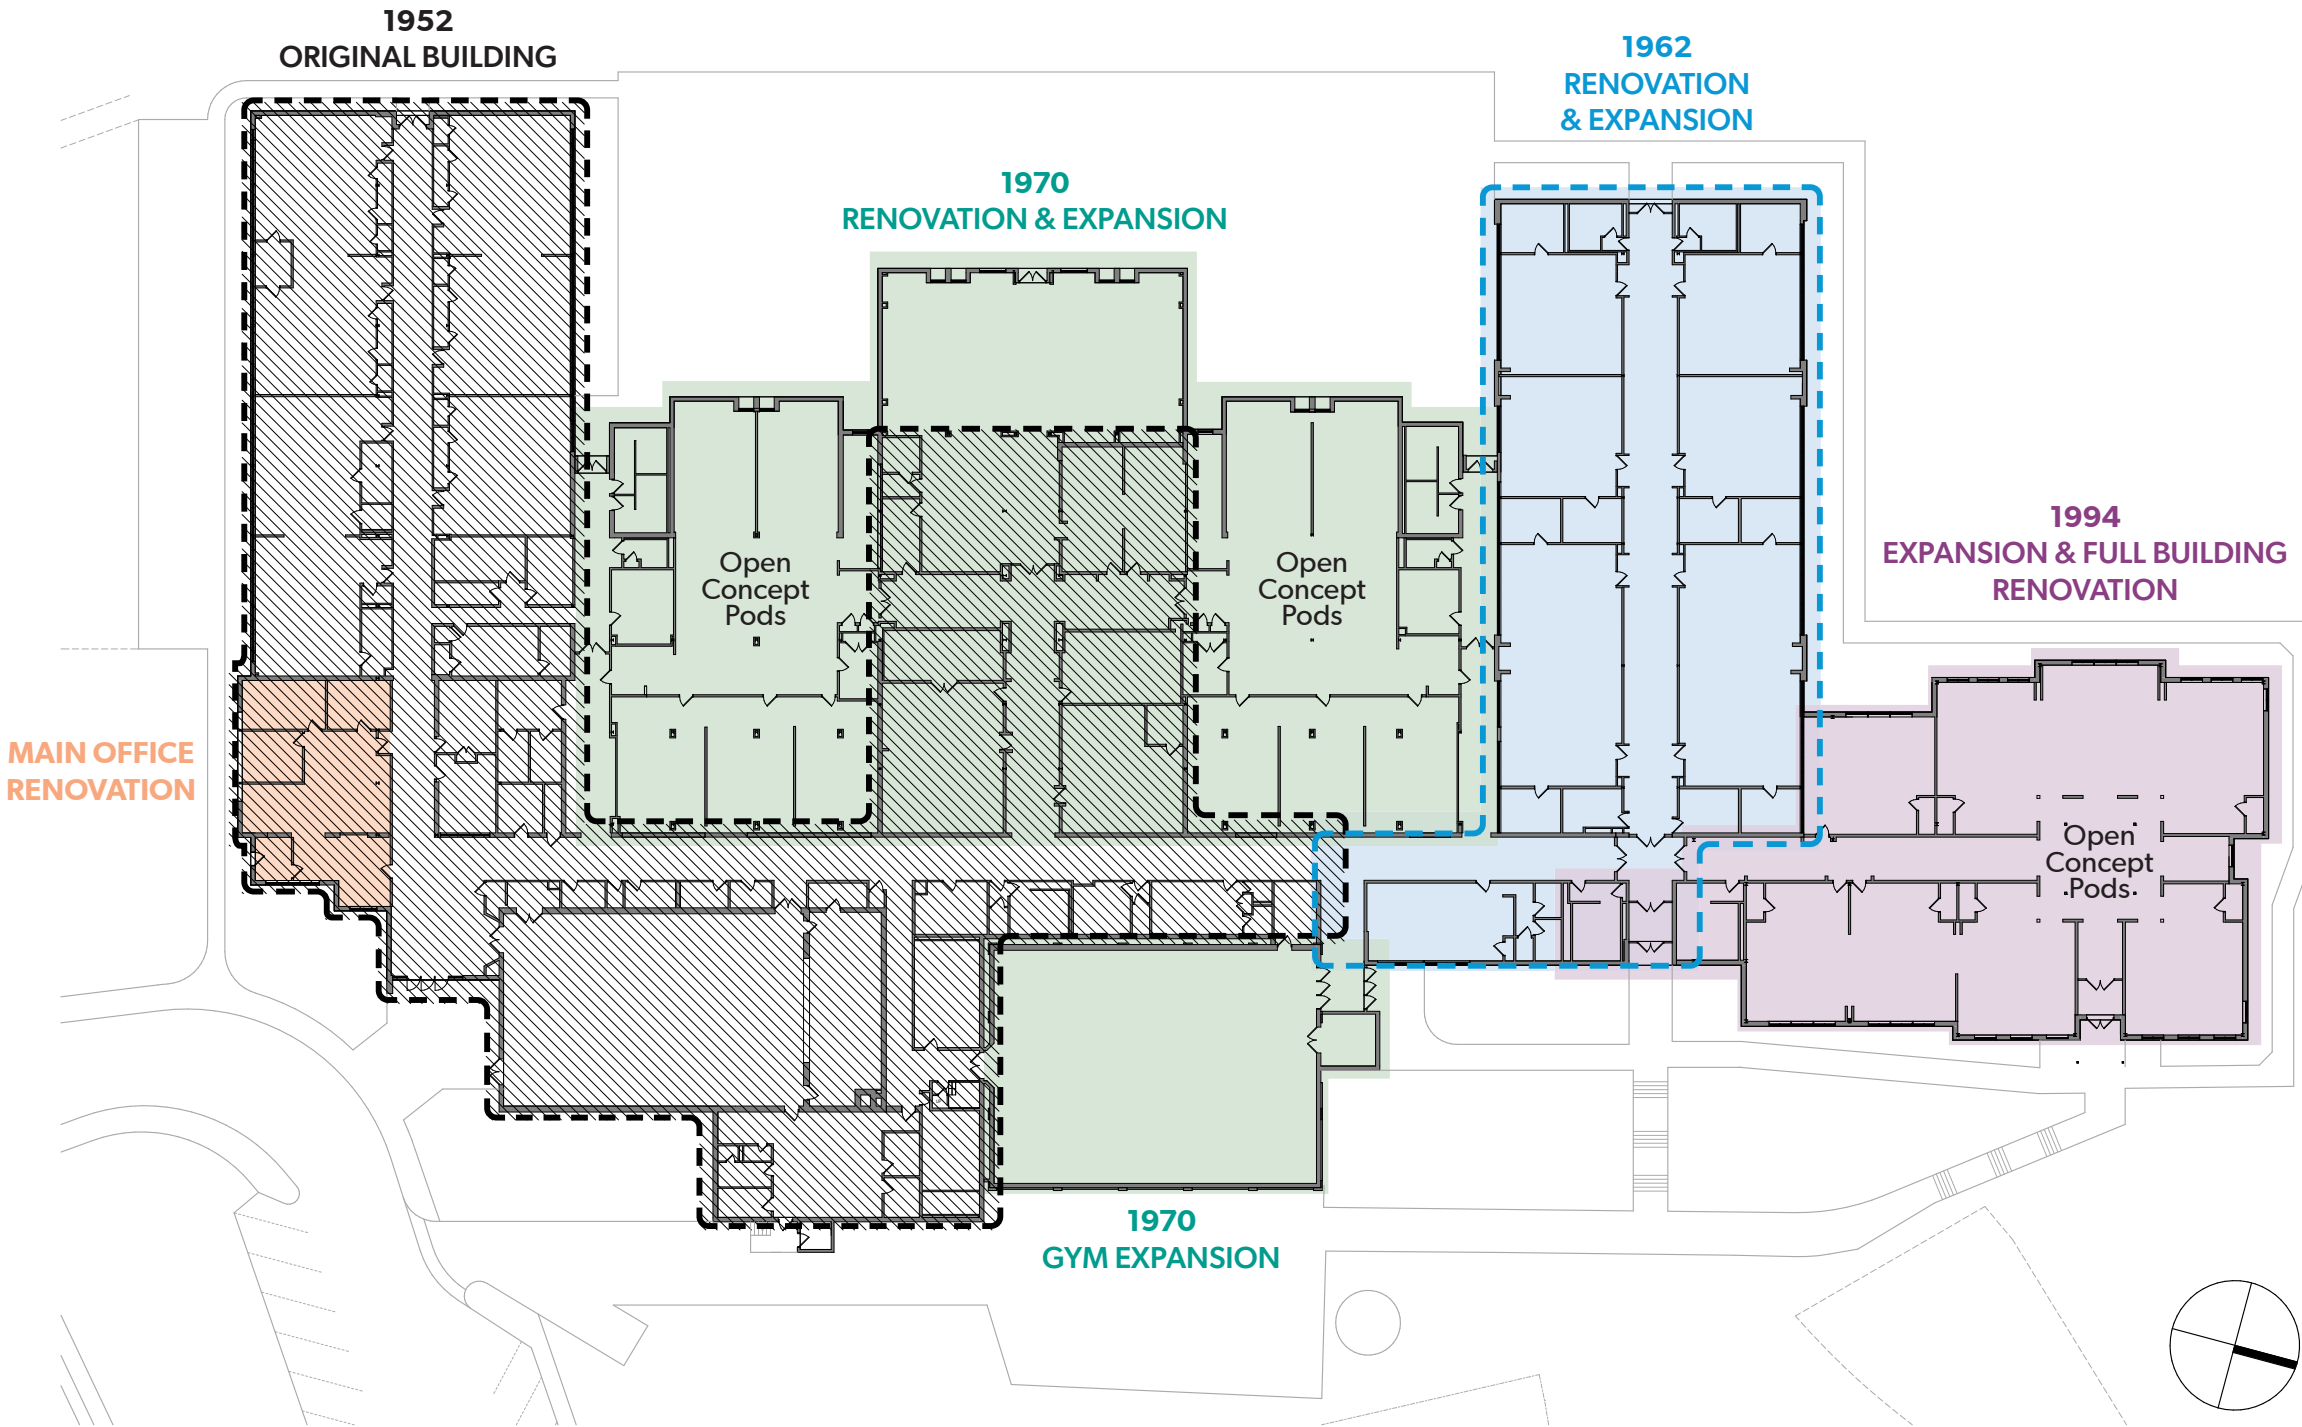 1952
ORIGINAL BUILDING
1962
RENOVATION
& EXPANSION
1970
RENOVATION & EXPANSION
1994
EXPANSION & FULL BUILDING
RENOVATION
Open
Concept
Pods
Open
Concept
Pods
MAIN OFFICE
RENOVATION
Open
Concept
Pods
1970
GYM EXPANSION